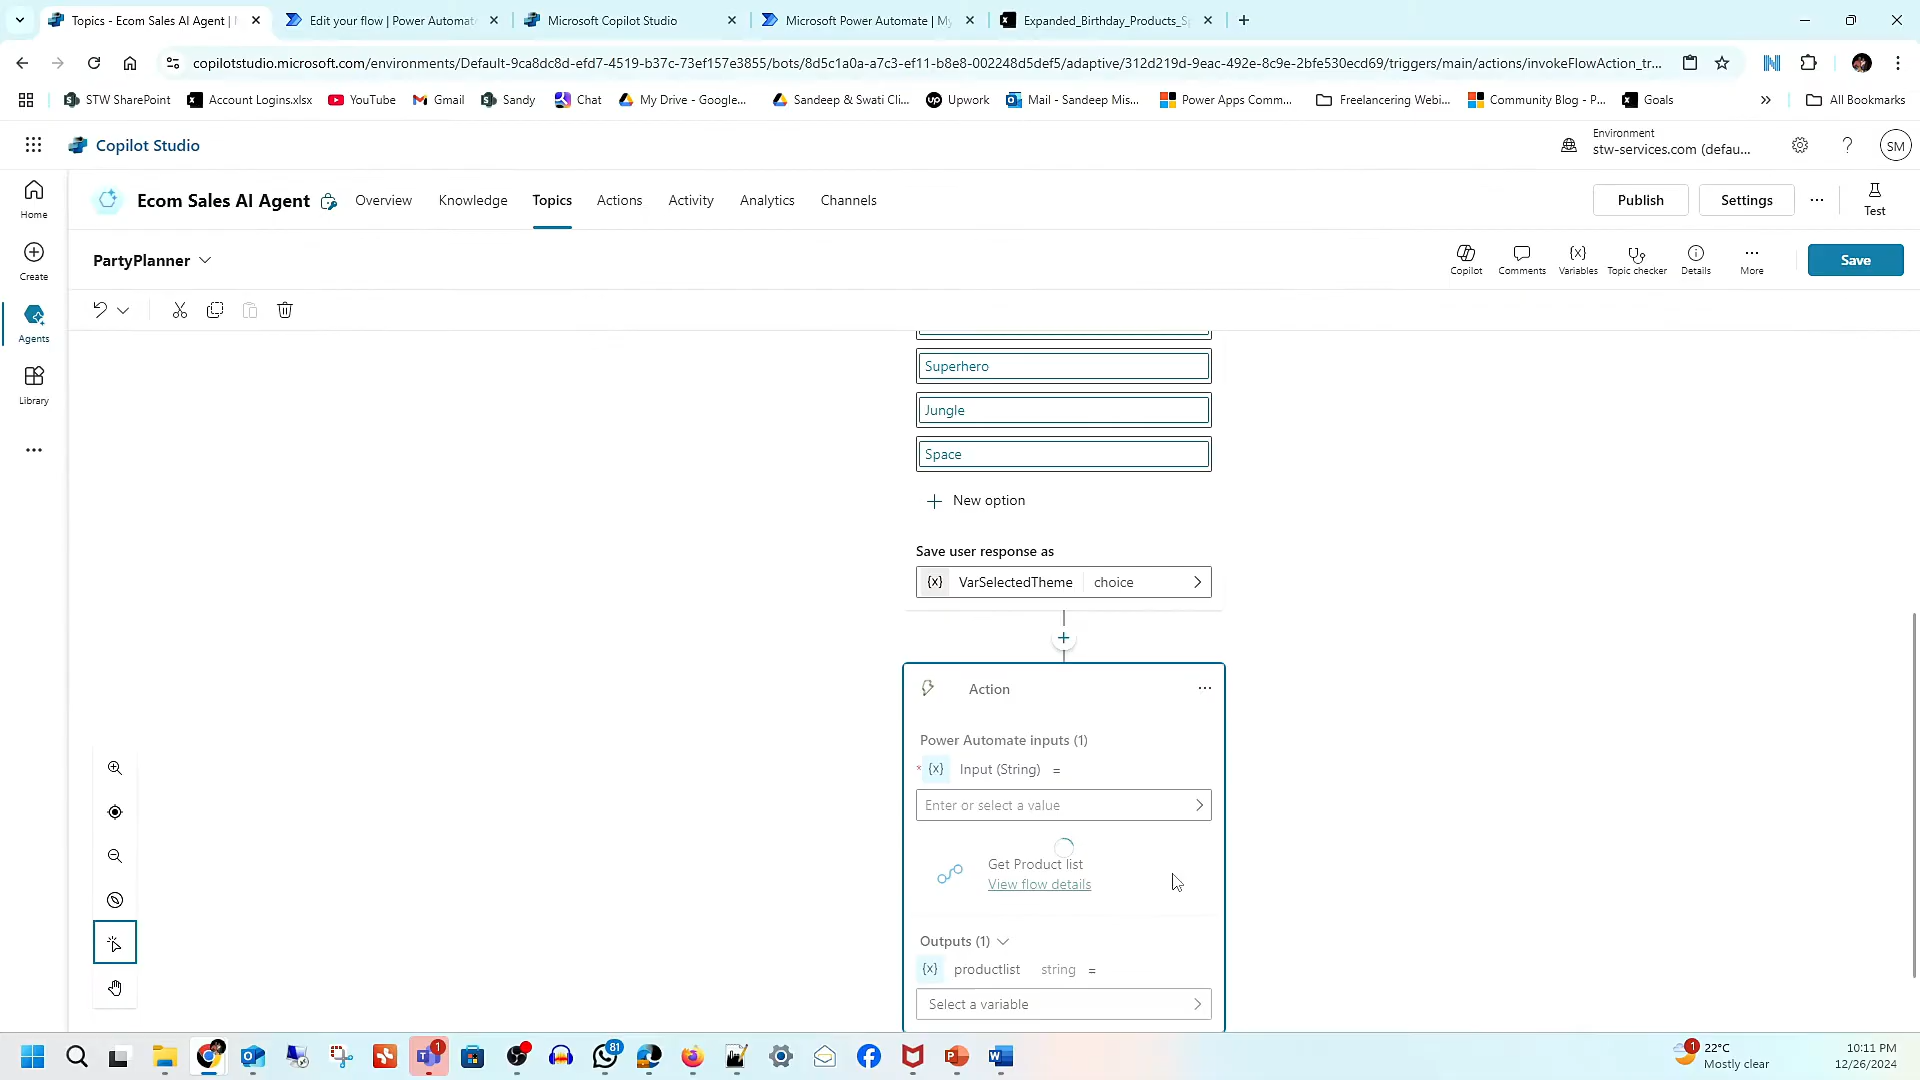 Topics - Ecom Sales AI Agent |
Edit your flow | Power Automat
Microsoft Copilot Studio
Microsoft Power Automate | My
Expanded_Birthday_Products_S
copilotstudio.microsoft.com/environments/Default-9ca8dc8d-efd7-4519-b37c-73ef157e3855/bots/8d5c1a0a-a7c3-ef11-b8e8-002248d5def5/adaptive/312d219d-9eac-492e-8c9e-2bfe530ecd69/triggers/main/actions/invokeFlowAction_tr...
STW SharePoint
Account Logins.xlsx
YouTube
Gmail
Sandy
Chat
My Drive - Google...
Sandeep & Swati Cli...
Upwork
Mail - Sandeep Mis...
Power Apps Comm...
Freelancering Webi...
Community Blog - P...
Goals
All Bookmarks
Copilot Studio
Environment
stw-services.com (defau...
SM
Home
Create
Agents
Library
Ecom Sales AI Agent
Overview
Knowledge
Topics
Actions
Activity
Analytics
Channels
Publish
Settings
Test
PartyPlanner
Copilot
Comments
{x}
Variables
Topic checker
Details
More
Save
Superhero
Jungle
Space
New option
Save user response as
{x} VarSelectedTheme choice
Action
Power Automate inputs (1)
* {x} Input (String) =
Enter or select a value
Get Product list
View flow details
Outputs (1)
{x} productlist string =
Select a variable
1
81
1
22°C
Mostly clear
10:11 PM
12/26/2024